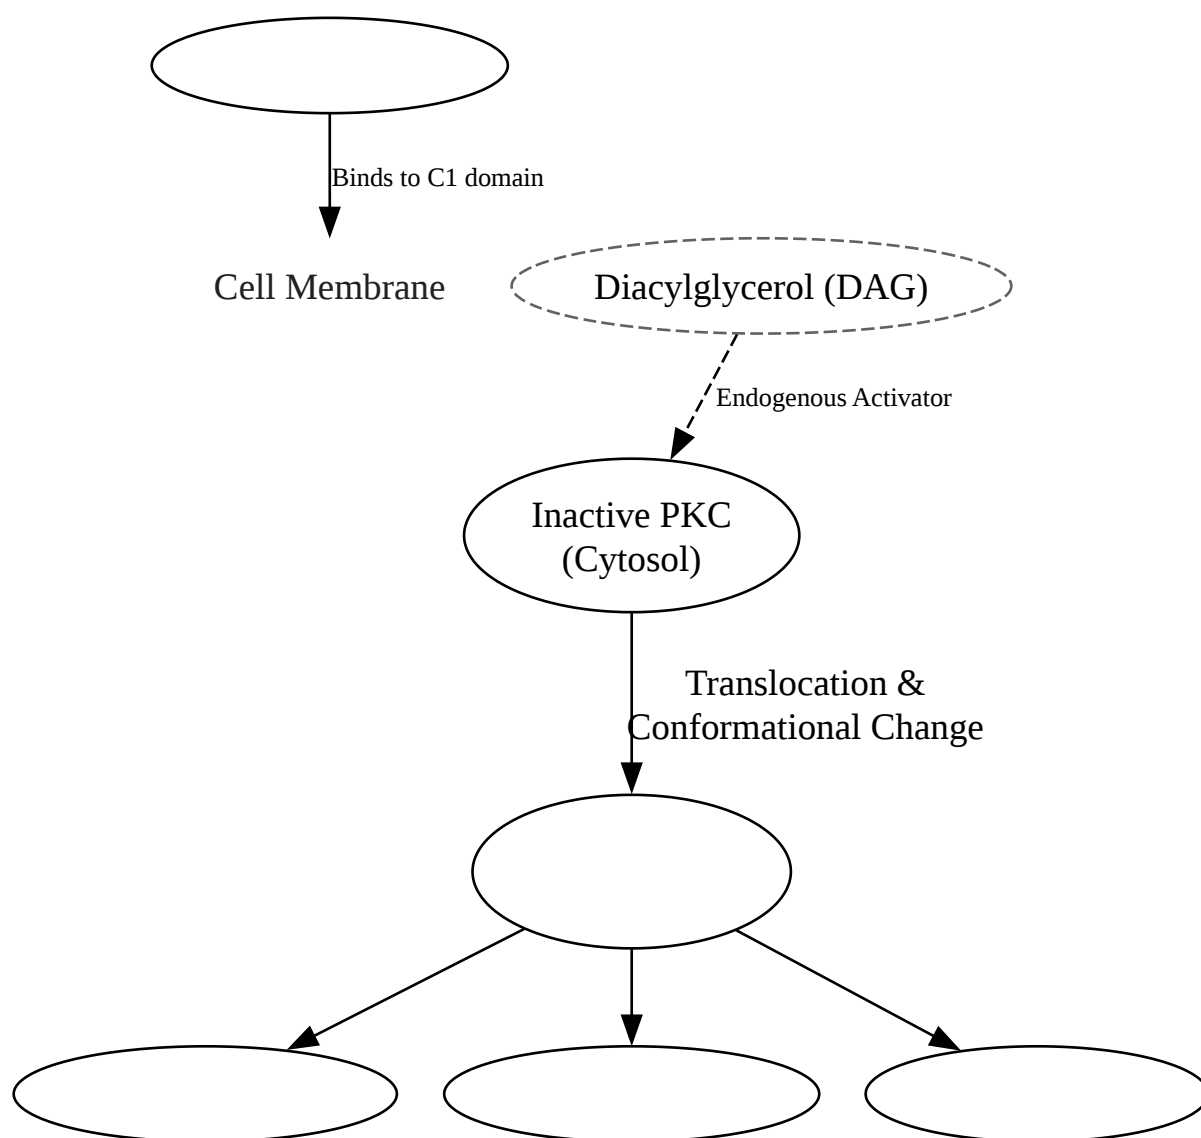 Binds to C1 domain
Cell Membrane
Diacylglycerol (DAG)
Endogenous Activator
Inactive PKC
(Cytosol)
Translocation &
Conformational Change